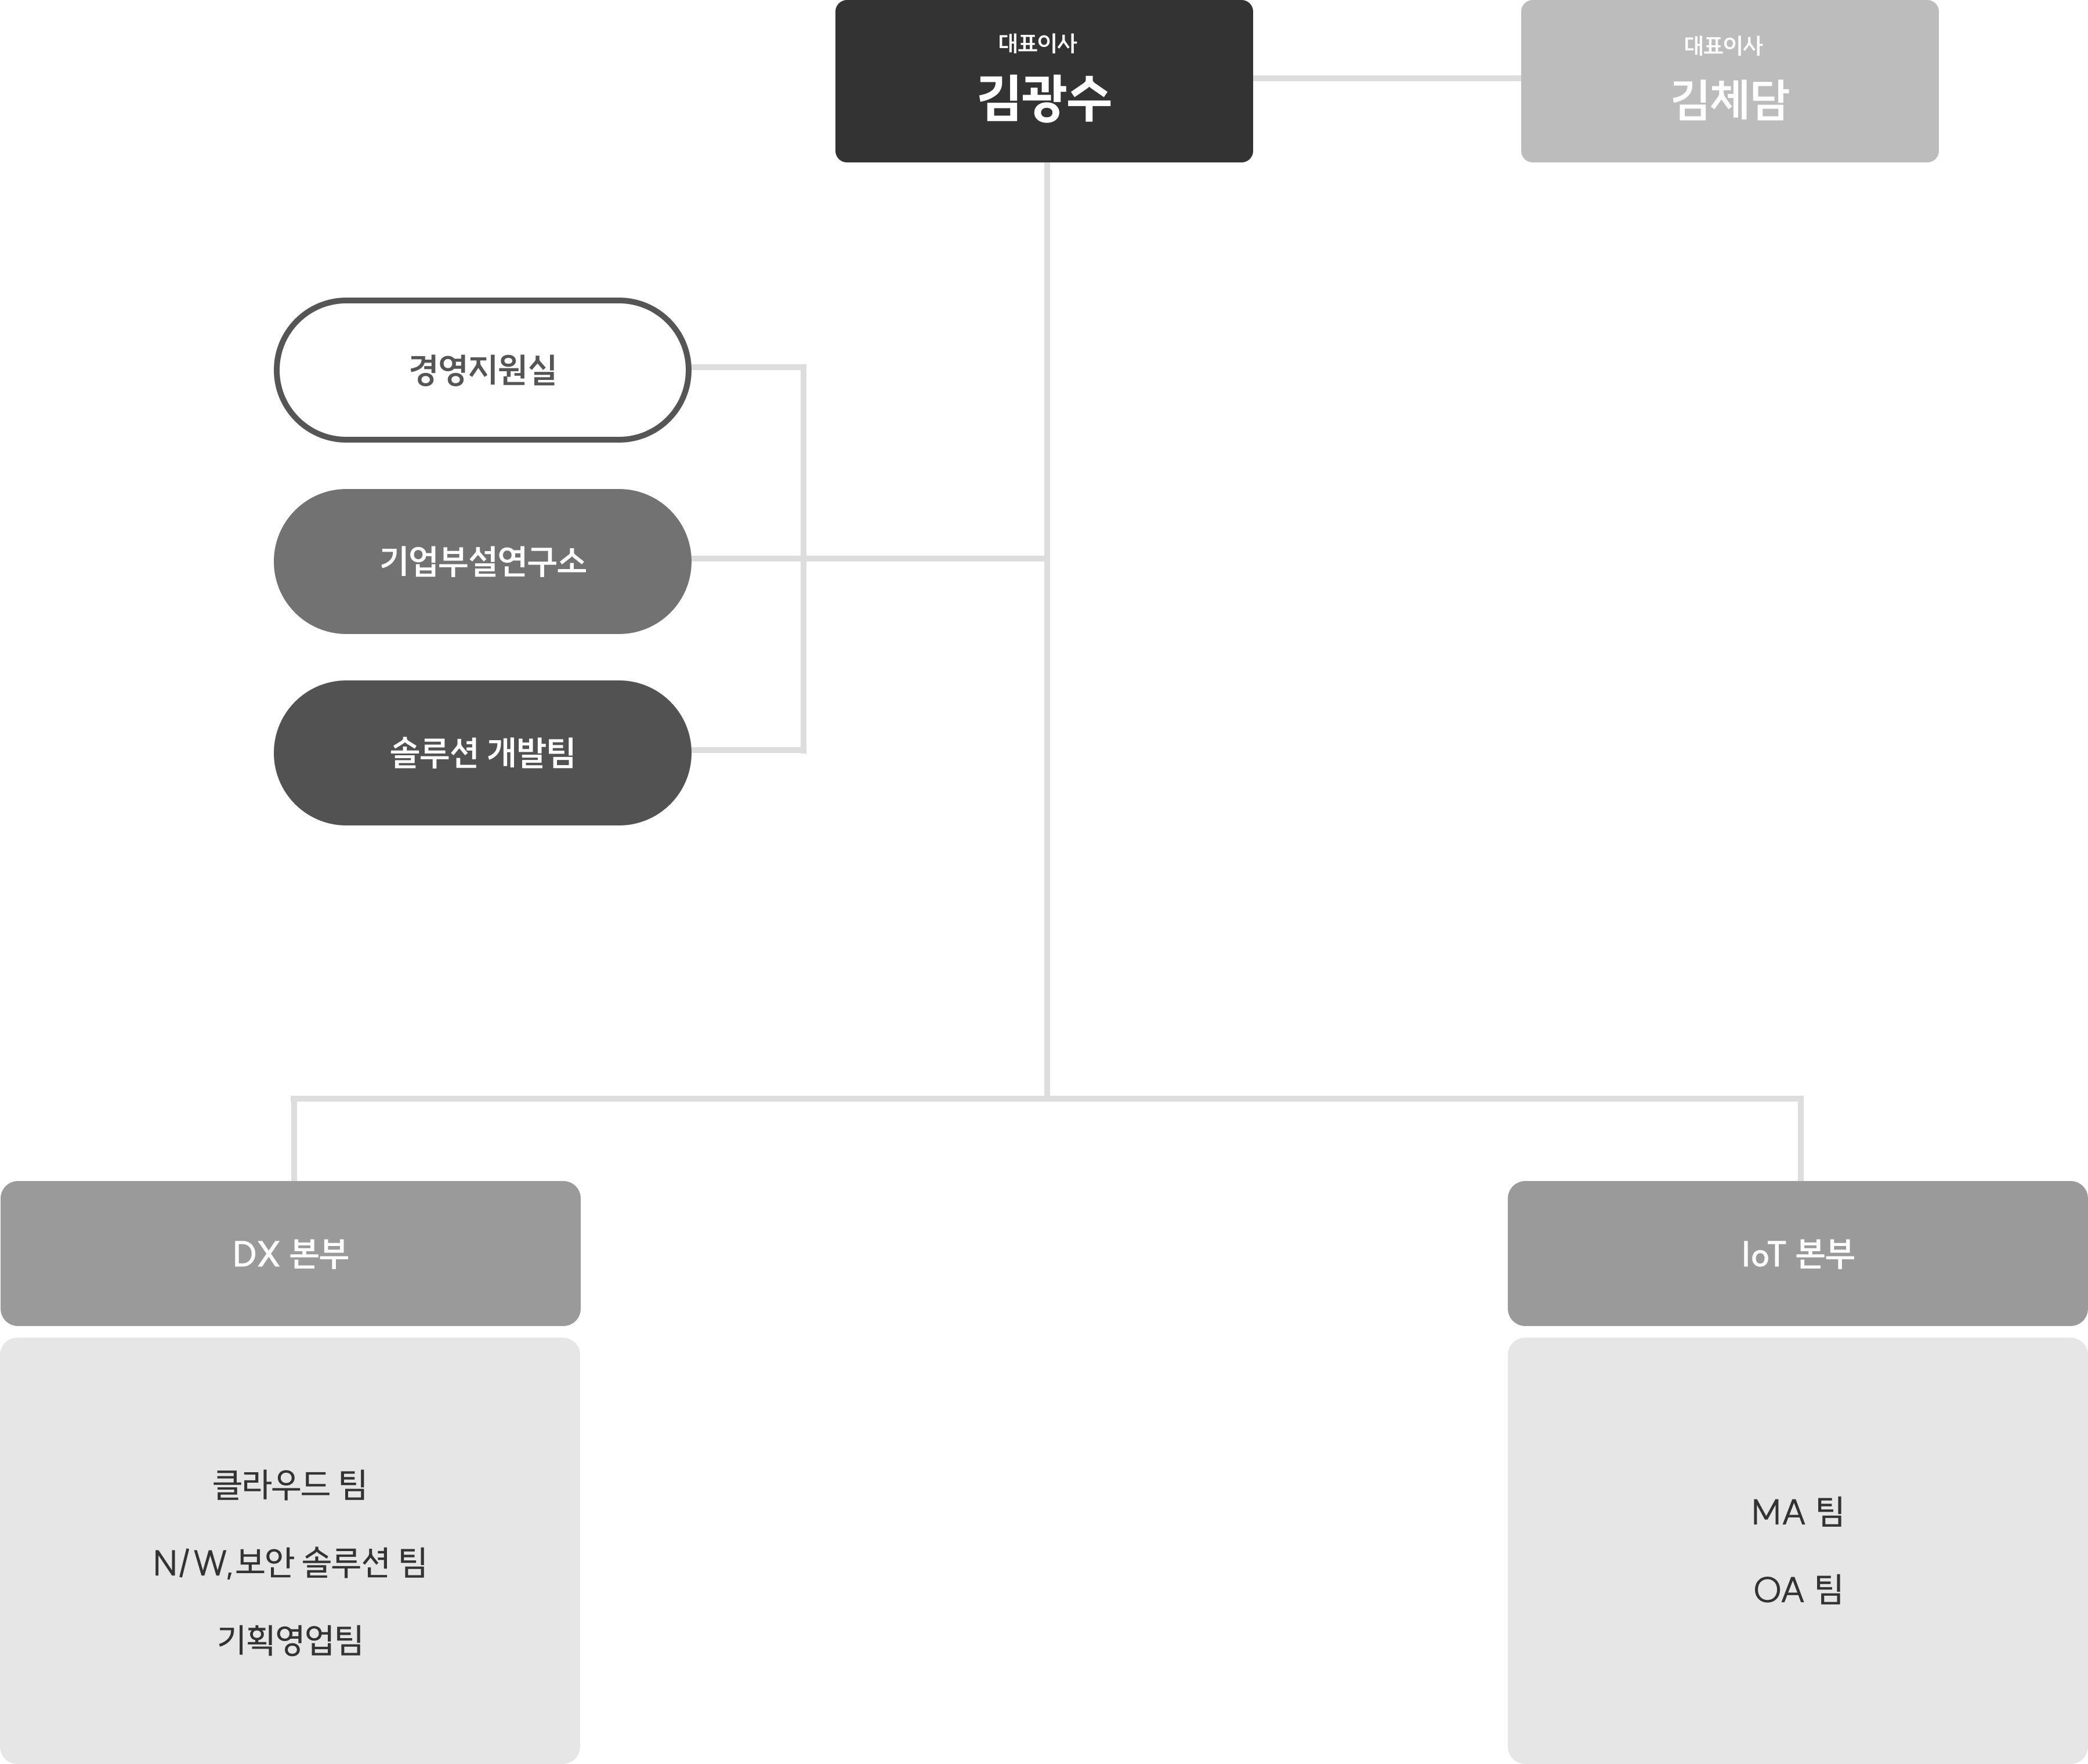 대표이사
김광수
대표이사
김채담
경영지원실
기업부설연구소
솔루션 개발팀
DX 본부
IoT 본부
클라우드 팀
N/W,보안 솔루션 팀
기획영업팀
MA 팀
OA 팀